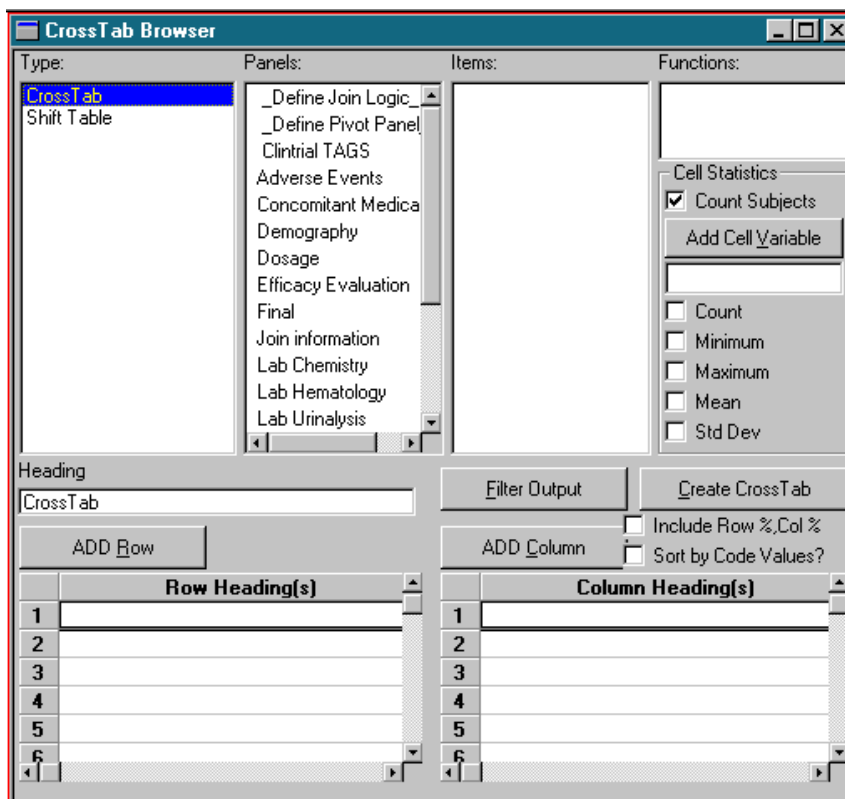 CrossTab Browser
Type:
Panels:
Items:
Functions:
CrossTab
Shift Table
_Define Join Logic_
_Define Pivot Panel_
Clintrial TAGS
Adverse Events
Concomitant Medica
Demography
Dosage
Efficacy Evaluation
Final
Join information
Lab Chemistry
Lab Hematology
Lab Urinalysis
Cell Statistics
Count Subjects
Add Cell Variable
Count
Minimum
Maximum
Mean
Std Dev
Heading
CrossTab
Filter Output
Create CrossTab
Include Row %,Col %
Sort by Code Values?
ADD Row
ADD Column
Row Heading(s)
1
2
3
4
5
6
Column Heading(s)
1
2
3
4
5
6